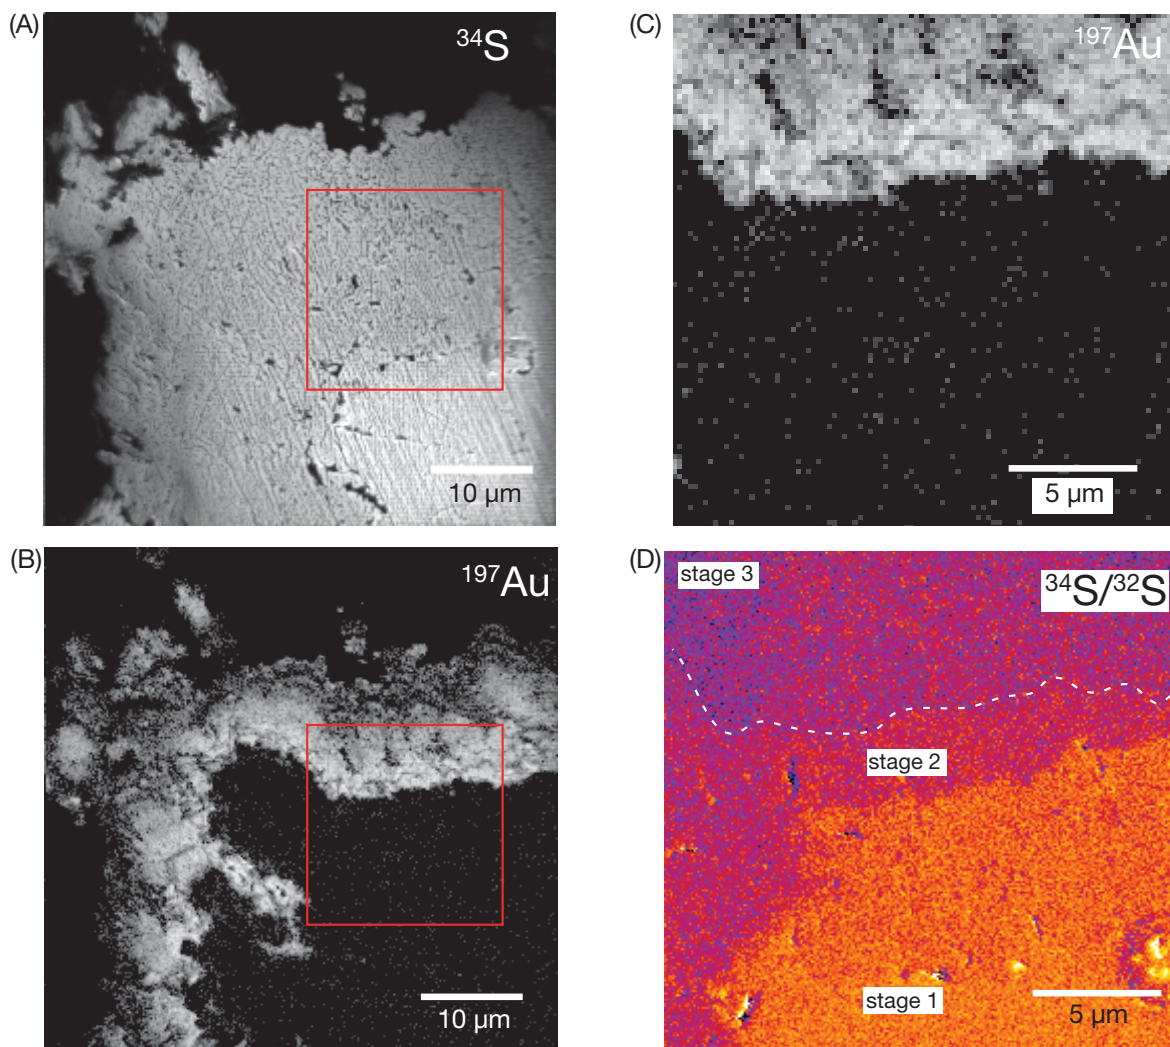 (A)
³⁴S
10 µm
(B)
¹⁹⁷Au
10 µm
(C)
¹⁹⁷Au
5 µm
(D)
stage 3
³⁴S/³²S
stage 2
stage 1
5 µm